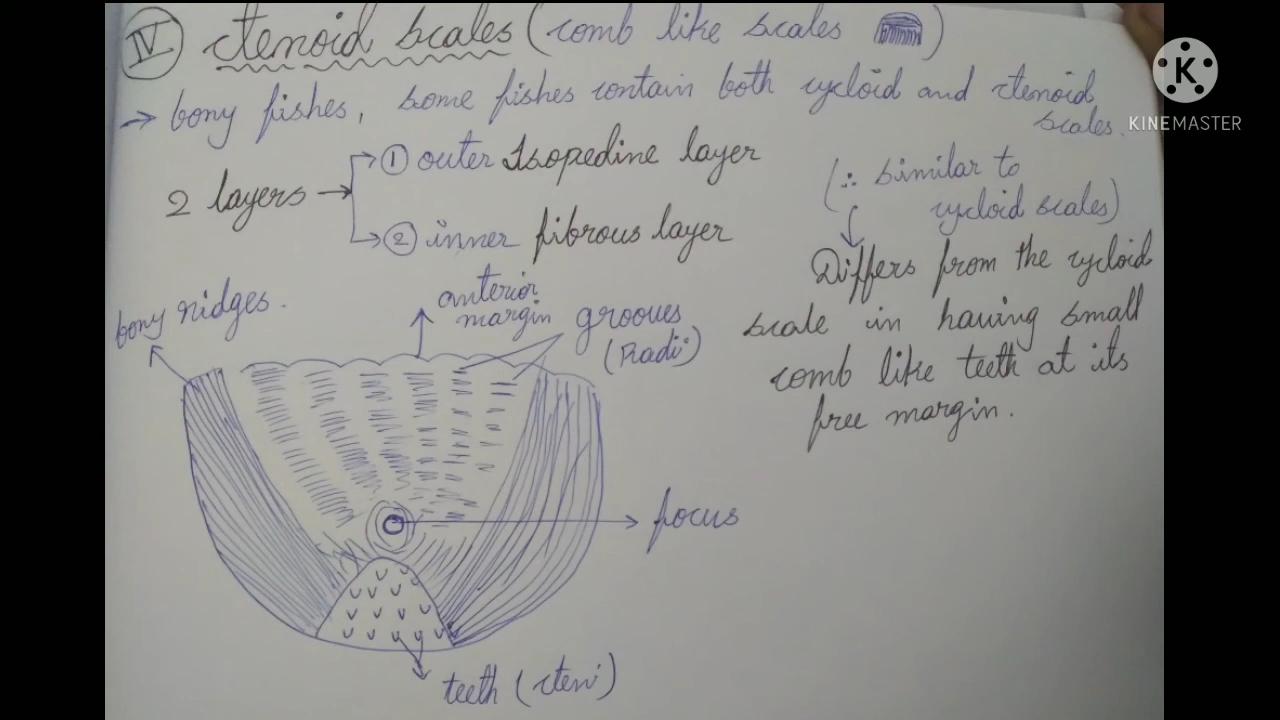 IV ctenoid scales (comb like scales )
→ bony fishes, some fishes contain both cycloid and ctenoid
scales.
K
KINEMASTER
2 layers →
→ ① outer Isopedine layer
→ ② inner fibrous layer
(∴ similar to
cycloid scales)
Differs from the cycloid
scale in having small
comb like teeth at its
free margin.
bony ridges.
anterior
margin
grooves
(Radii)
focus
teeth (cteni)